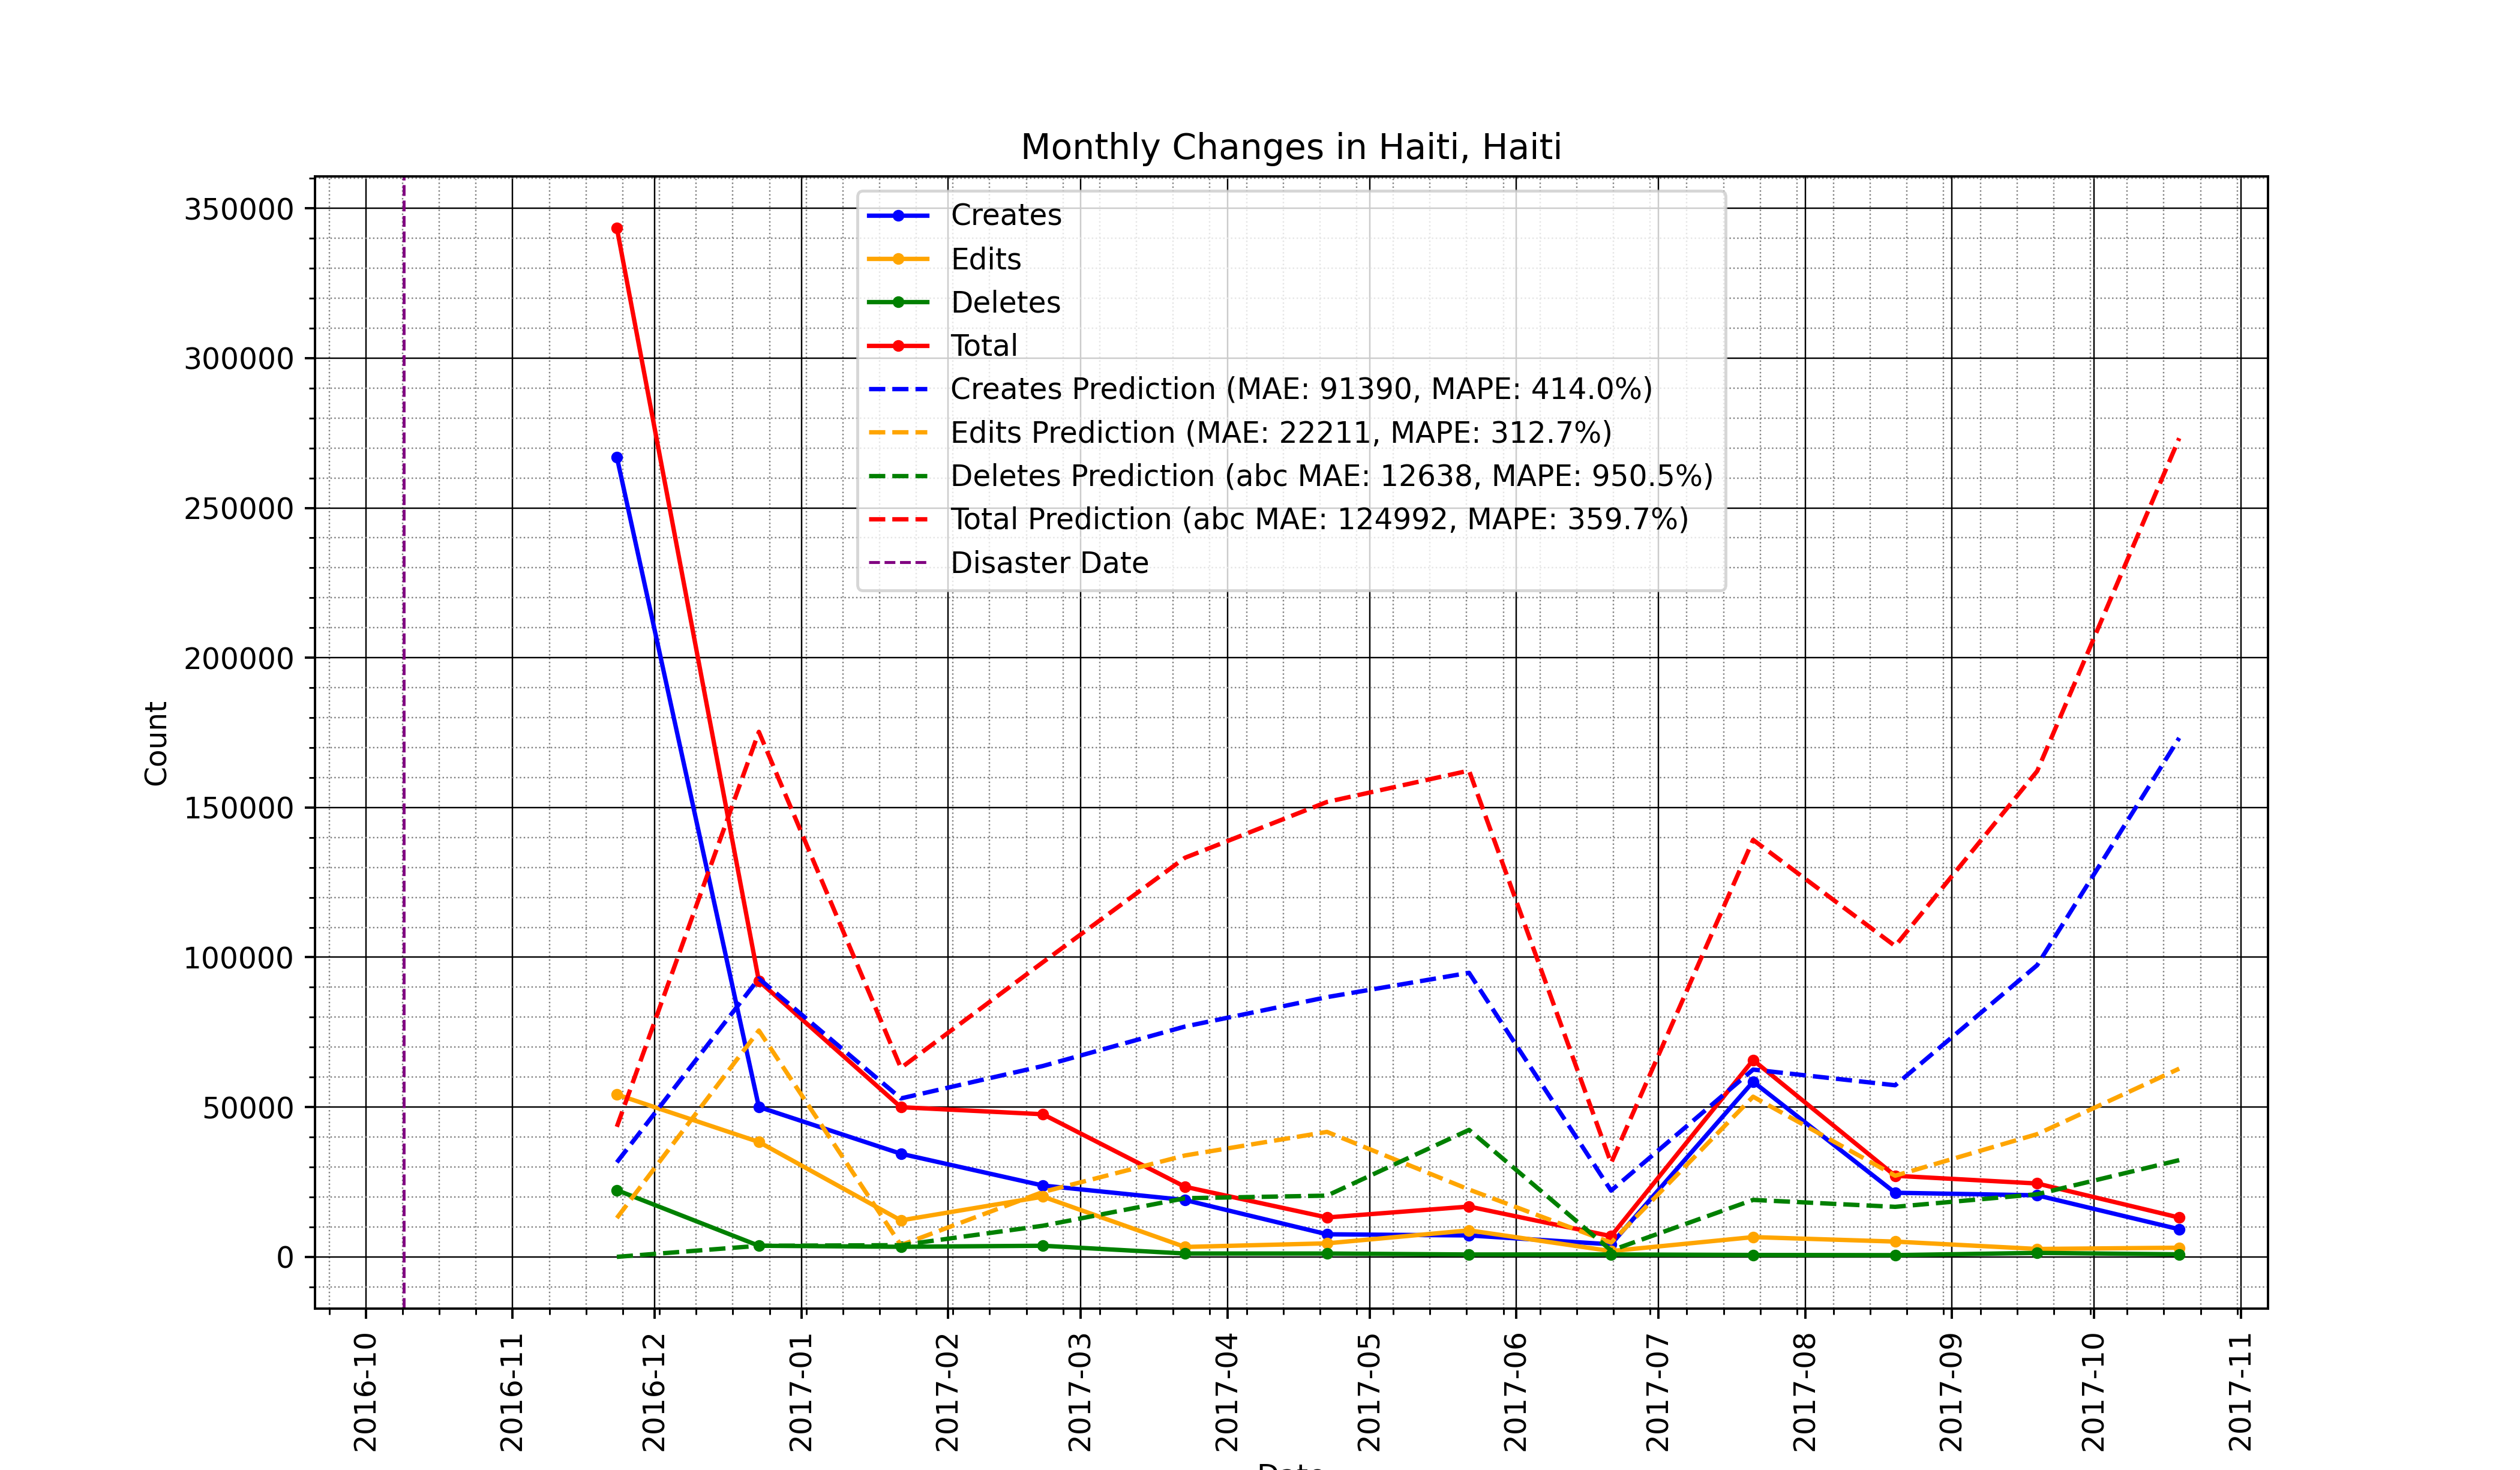 Monthly Changes in Haiti, Haiti
350000
300000
250000
200000
150000
100000
50000
0
Count
Creates
Edits
Deletes
Total
Creates Prediction (MAE: 91390, MAPE: 414.0%)
Edits Prediction (MAE: 22211, MAPE: 312.7%)
Deletes Prediction (abc MAE: 12638, MAPE: 950.5%)
Total Prediction (abc MAE: 124992, MAPE: 359.7%)
Disaster Date
2016-10
2016-11
2016-12
2017-01
2017-02
2017-03
2017-04
2017-05
2017-06
2017-07
2017-08
2017-09
2017-10
2017-11
Date